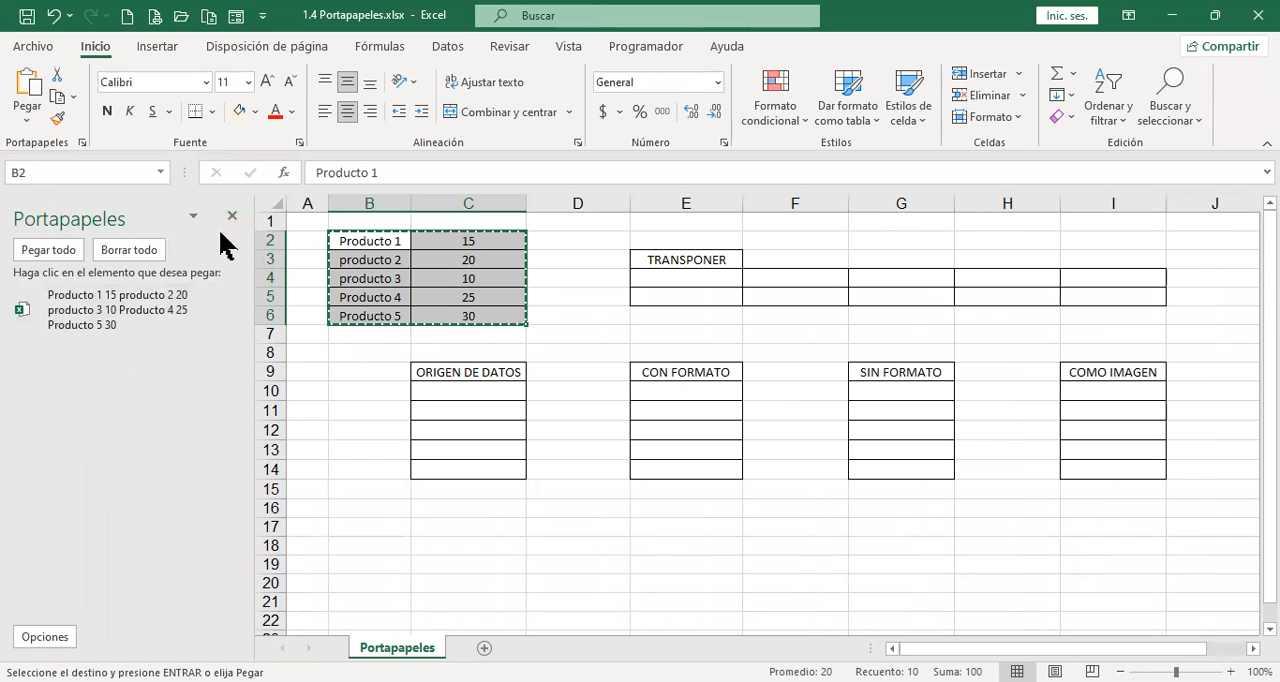 1.4 Portapapeles.xlsx - Excel
Buscar
Inic. ses.
Archivo Inicio Insertar Disposición de página Fórmulas Datos Revisar Vista Programador Ayuda Compartir
Pegar
Calibri 11
N K S
A A A
Ajustar texto
Combinar y centrar
General
$ % 000
Formato condicional
Dar formato como tabla
Estilos de celda
Insertar
Eliminar
Formato
Ordenar y filtrar
Buscar y seleccionar
Portapapeles Fuente Alineación Número Estilos Celdas Edición
B2 fx Producto 1
Portapapeles
Pegar todo Borrar todo
Haga clic en el elemento que desea pegar:
Producto 1 15 producto 2 20
producto 3 10 Producto 4 25
Producto 5 30
Opciones
A B C D E F G H I J
1
2 Producto 1 15
3 producto 2 20 TRANSPONER
4 producto 3 10
5 Producto 4 25
6 Producto 5 30
7
8
9 ORIGEN DE DATOS CON FORMATO SIN FORMATO COMO IMAGEN
10
11
12
13
14
15
16
17
18
19
20
21
22
Portapapeles
Seleccione el destino y presione ENTRAR o elija Pegar Promedio: 20 Recuento: 10 Suma: 100 100%